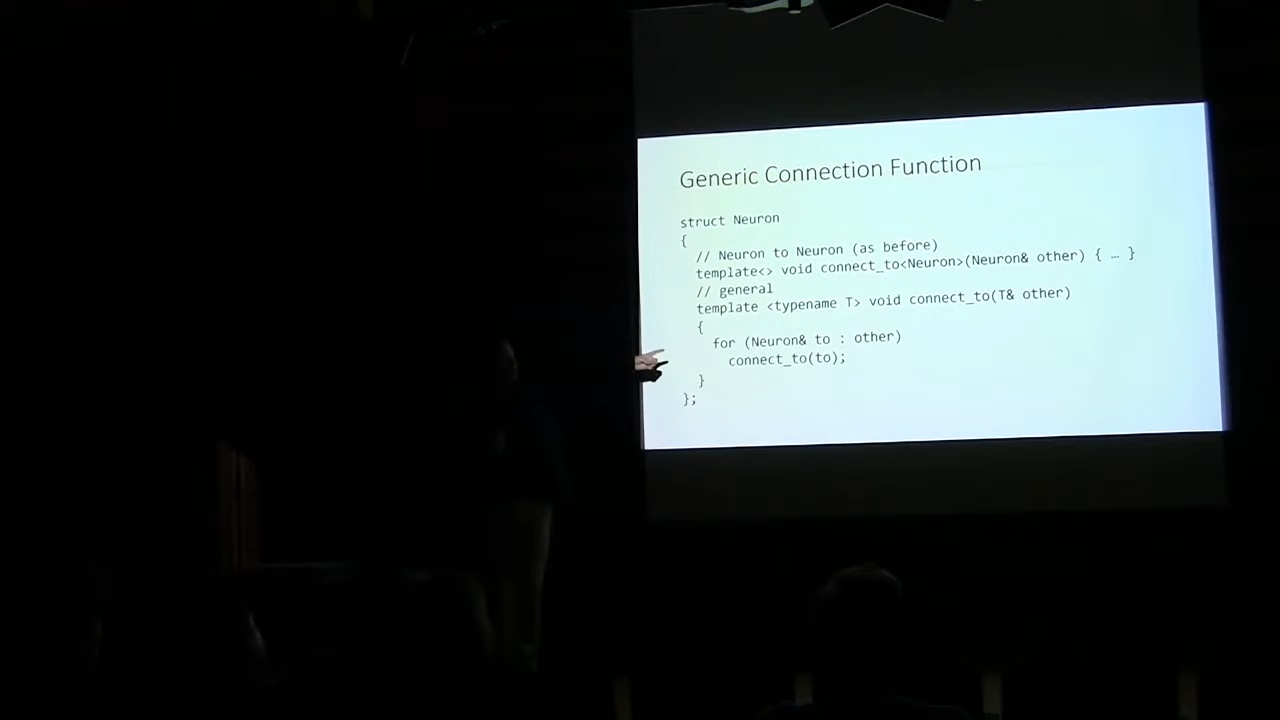 Generic Connection Function
struct Neuron
{
// Neuron to Neuron (as before)
template<> void connect_to<Neuron>(Neuron& other) { … }
// general
template <typename T> void connect_to(T& other)
{
for (Neuron& to : other)
connect_to(to);
}
};